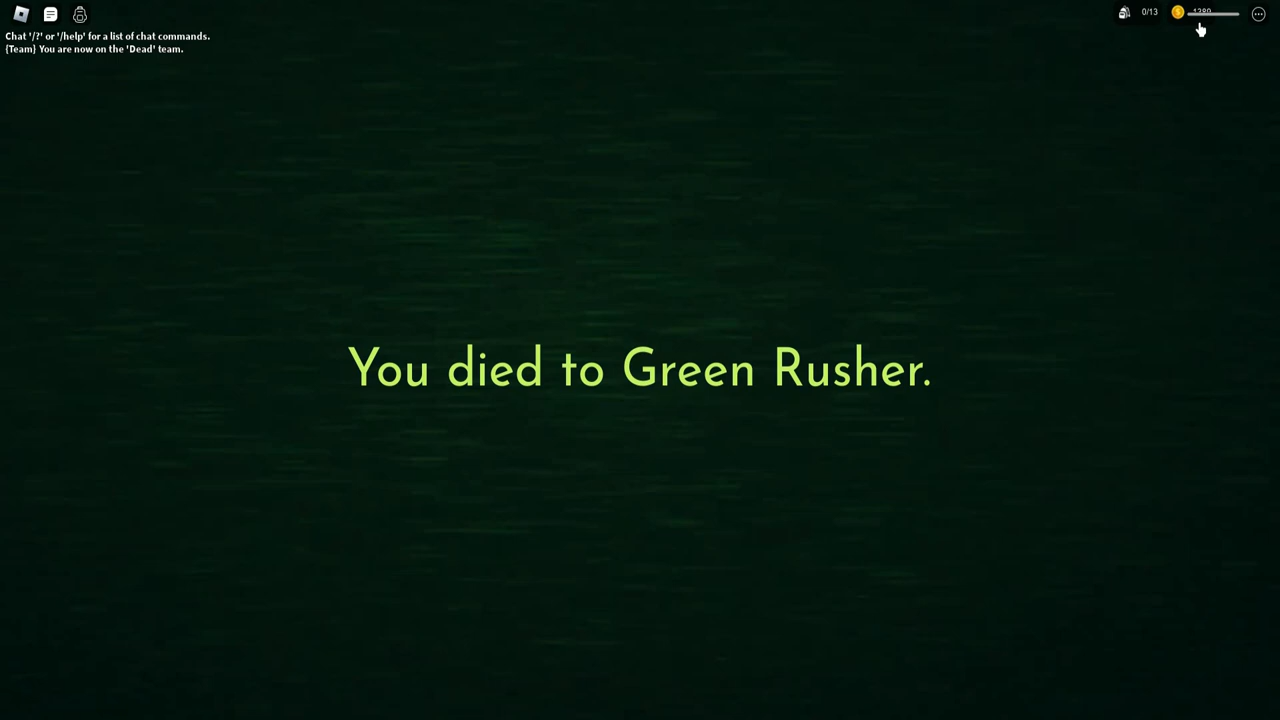 0/13
1380
Chat '/?' or '/help' for a list of chat commands.
{Team} You are now on the 'Dead' team.
You died to Green Rusher.